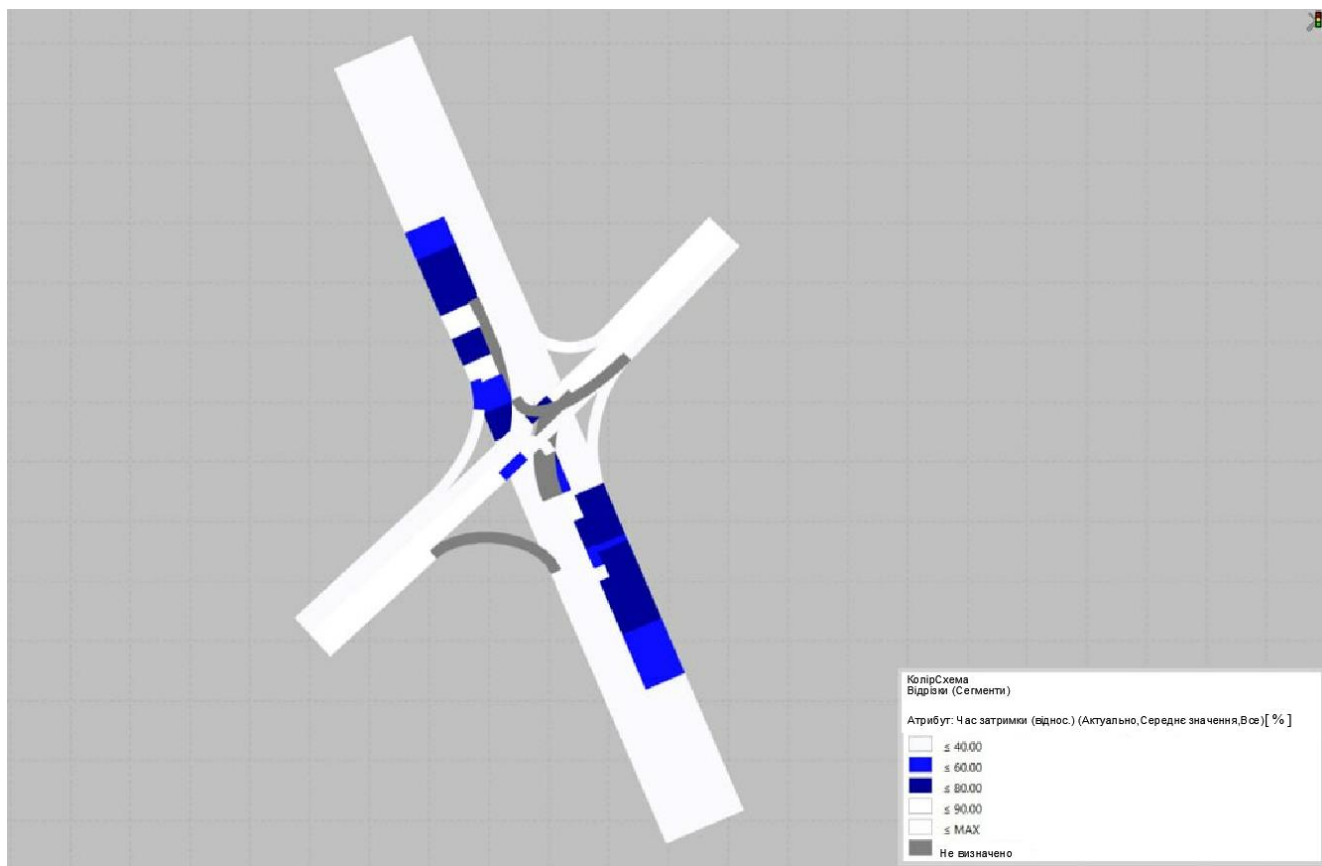 КолірСхема
Відрізки (Сегменти)
Атрибут: Час затримки (віднос.) (Актуально,Середнє значення,Все)[ % ]
≤ 40.00
≤ 60.00
≤ 80.00
≤ 90.00
≤ MAX
Не визначено